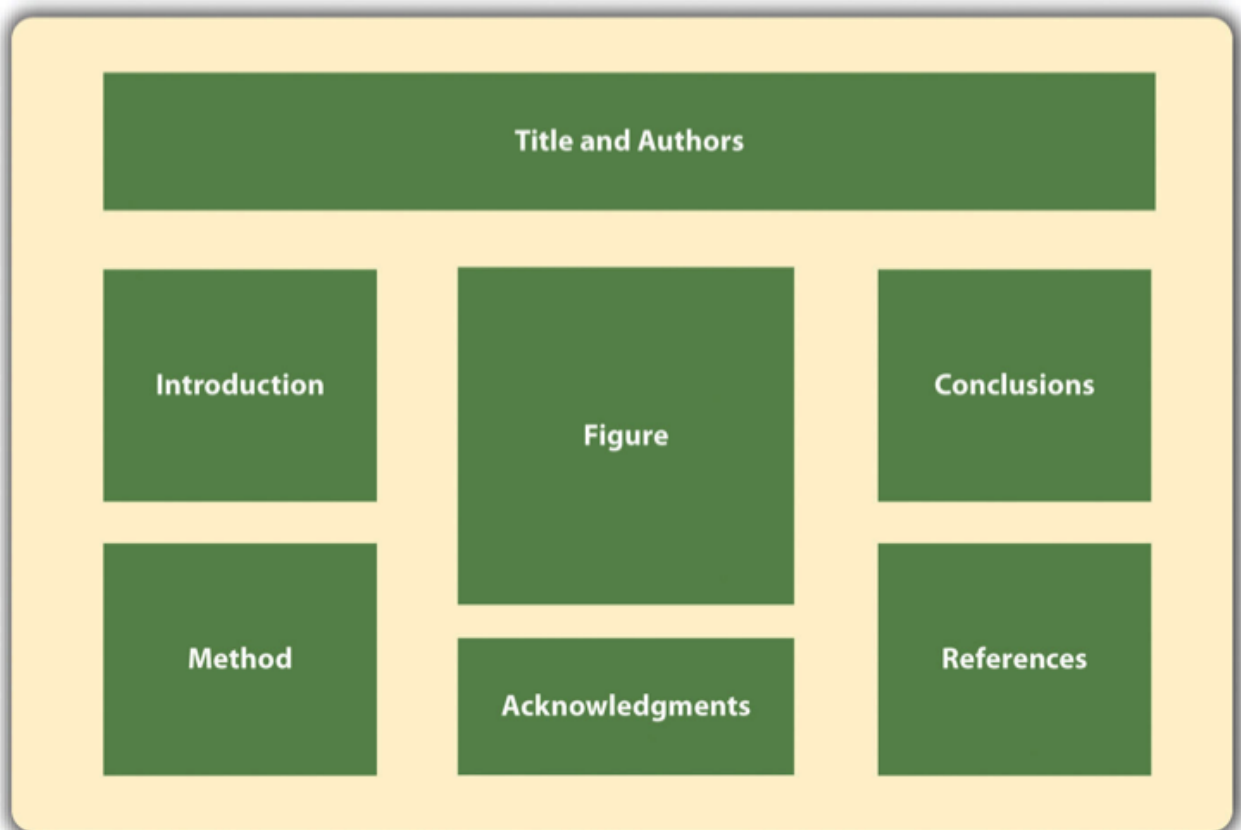 Title and Authors
Introduction
Method
Figure
Acknowledgments
Conclusions
References